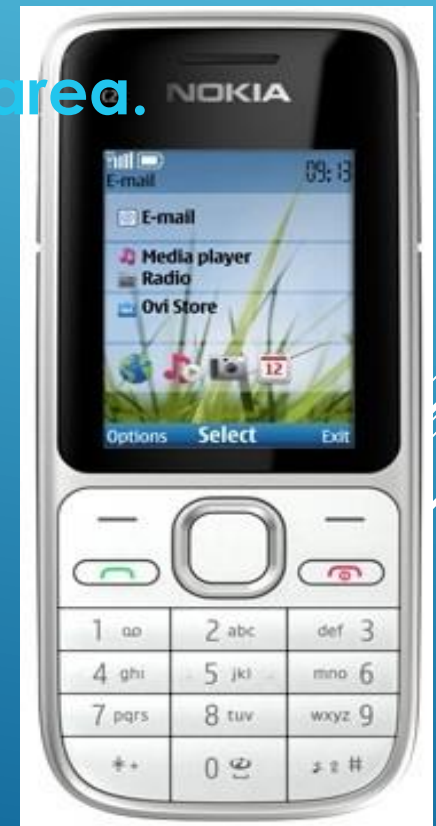 area.
NOKIA
E-mail 09:13
E-mail
Media player
Radio
Ovi Store
12
Options Select Exit
1 2 abc def 3
4 ghi 5 jkl mno 6
7 pqrs 8 tuv wxyz 9
*+ 0 #